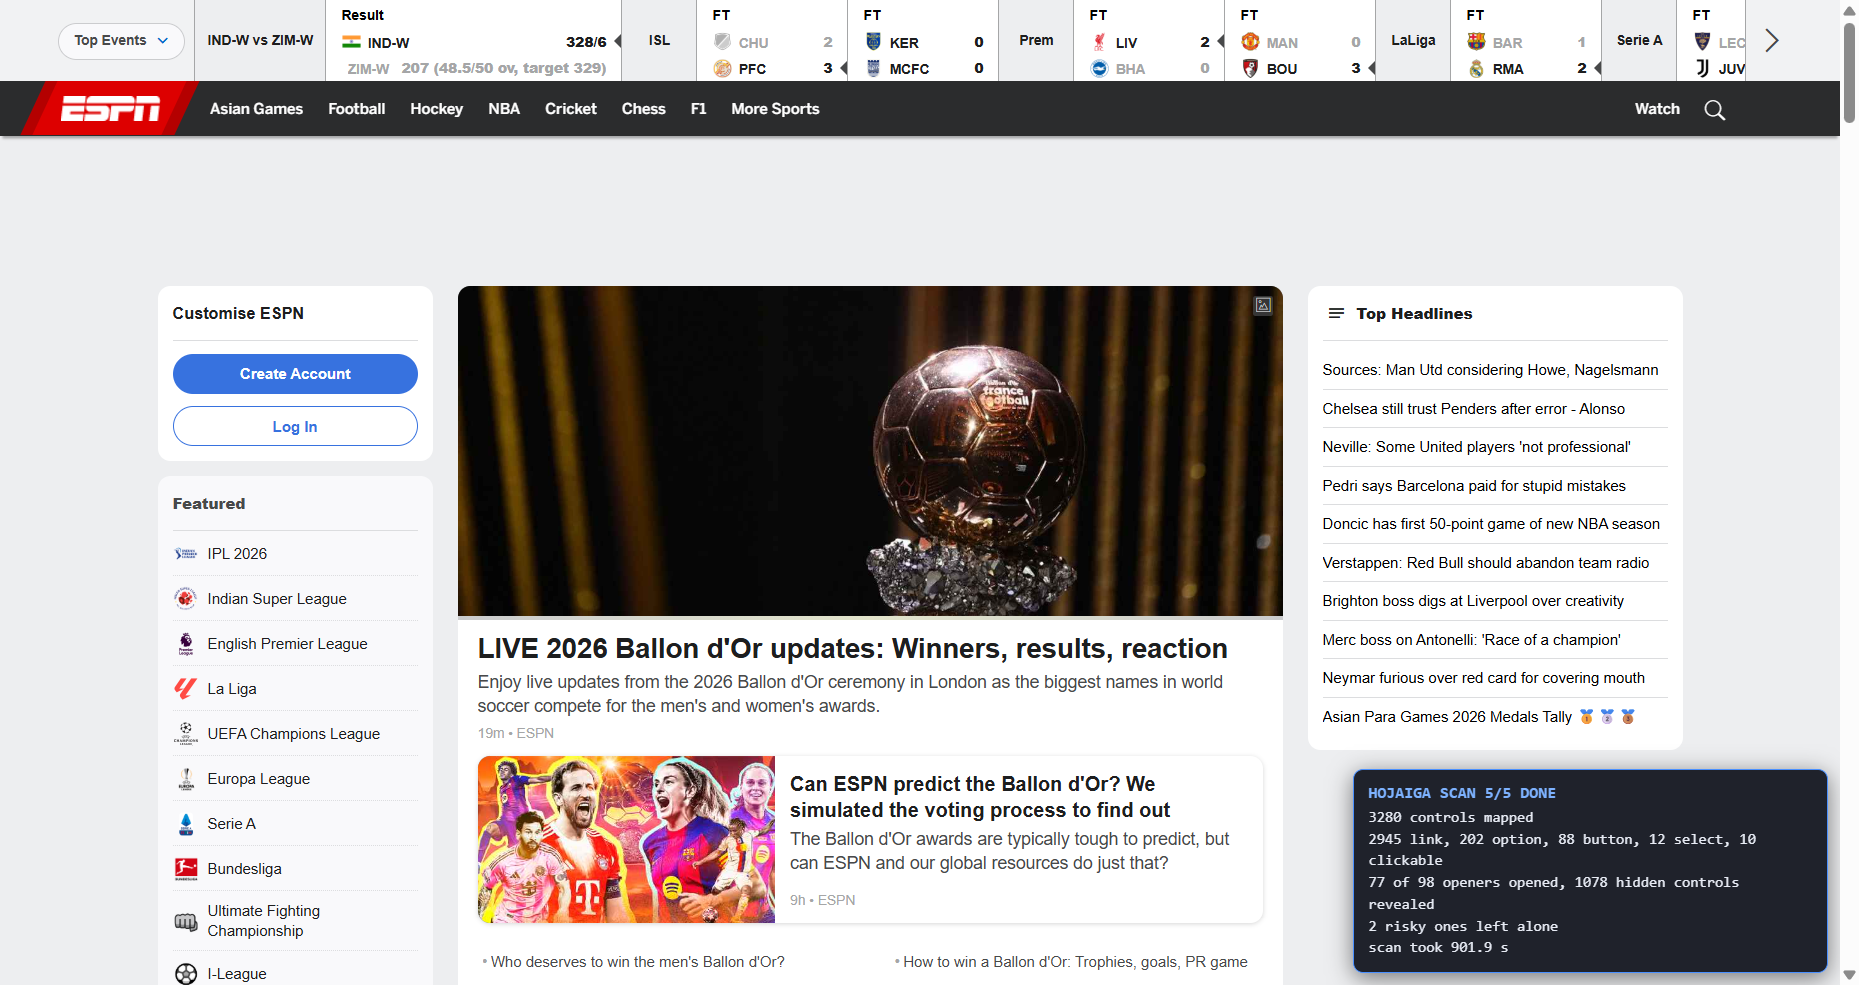 Top Events
IND-W vs ZIM-W
Result
IND-W 328/6
ZIM-W 207 (48.5/50 ov, target 329)
ISL
FT
CHU 2
PFC 3
FT
KER 0
MCFC 0
Prem
FT
LIV 2
BHA 0
FT
MAN 0
BOU 3
LaLiga
FT
BAR 1
RMA 2
Serie A
FT
LEC
JUV
ESPN
Asian Games
Football
Hockey
NBA
Cricket
Chess
F1
More Sports
Watch
Customise ESPN
Create Account
Log In
Featured
IPL 2026
Indian Super League
English Premier League
La Liga
UEFA Champions League
Europa League
Serie A
Bundesliga
Ultimate Fighting
Championship
I-League
france
football
LIVE 2026 Ballon d'Or updates: Winners, results, reaction
Enjoy live updates from the 2026 Ballon d'Or ceremony in London as the biggest names in world
soccer compete for the men's and women's awards.
19m • ESPN
Can ESPN predict the Ballon d'Or? We
simulated the voting process to find out
The Ballon d'Or awards are typically tough to predict, but
can ESPN and our global resources do just that?
9h • ESPN
• Who deserves to win the men's Ballon d'Or?
• How to win a Ballon d'Or: Trophies, goals, PR game
Top Headlines
Sources: Man Utd considering Howe, Nagelsmann
Chelsea still trust Penders after error - Alonso
Neville: Some United players 'not professional'
Pedri says Barcelona paid for stupid mistakes
Doncic has first 50-point game of new NBA season
Verstappen: Red Bull should abandon team radio
Brighton boss digs at Liverpool over creativity
Merc boss on Antonelli: 'Race of a champion'
Neymar furious over red card for covering mouth
Asian Para Games 2026 Medals Tally 🥇 🥈 🥉
HOJAIGA SCAN 5/5 DONE
3280 controls mapped
2945 link, 202 option, 88 button, 12 select, 10
clickable
77 of 98 openers opened, 1078 hidden controls
revealed
2 risky ones left alone
scan took 901.9 s